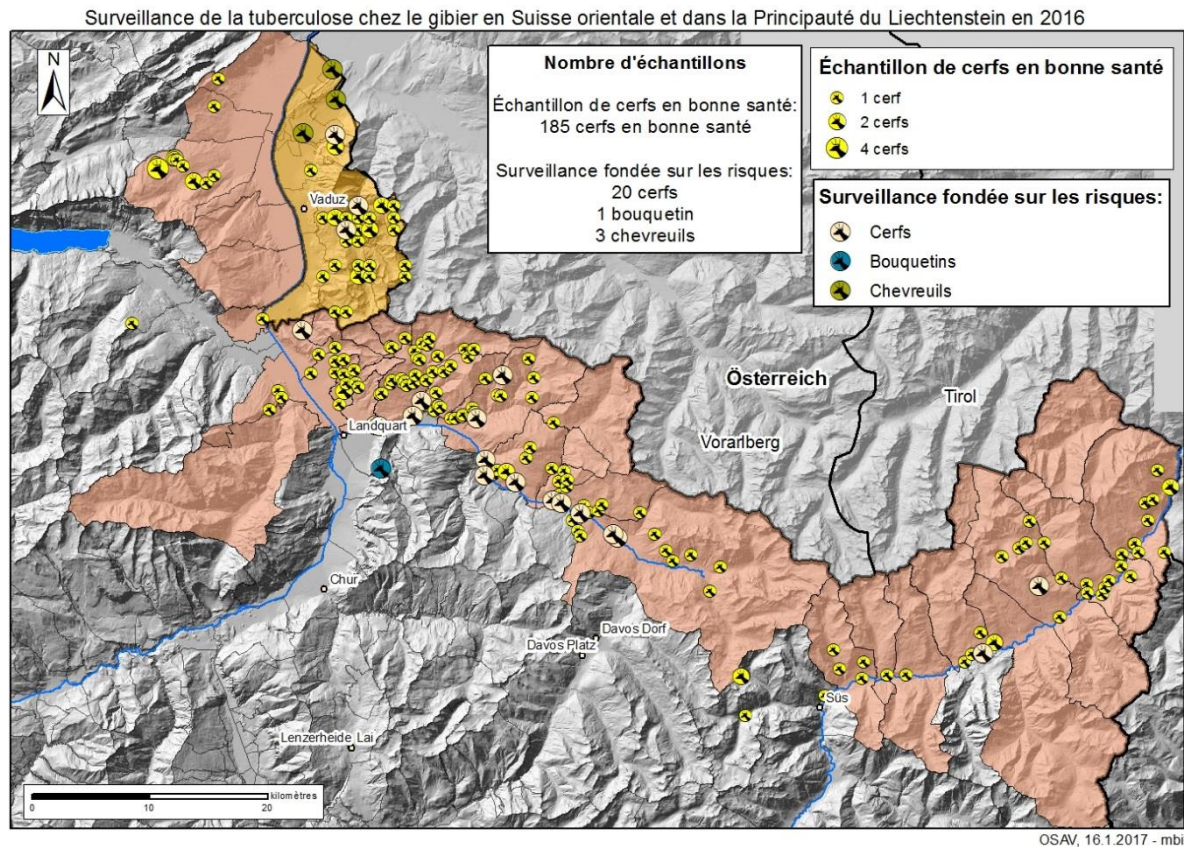 Surveillance de la tuberculose chez le gibier en Suisse orientale et dans la Principauté du Liechtenstein en 2016
N
Nombre d'échantillons
Échantillon de cerfs en bonne santé:
185 cerfs en bonne santé
Surveillance fondée sur les risques:
20 cerfs
1 bouquetin
3 chevreuils
Échantillon de cerfs en bonne santé
1 cerf
2 cerfs
4 cerfs
Surveillance fondée sur les risques:
Cerfs
Bouquetins
Chevreuils
Vaduz
Österreich
Tirol
Vorarlberg
Landquart
Chur
Davos Dorf
Davos Platz
Süs
Lenzerheide Lai
kilomètres
0 10 20
OSAV, 16.1.2017 - mbi